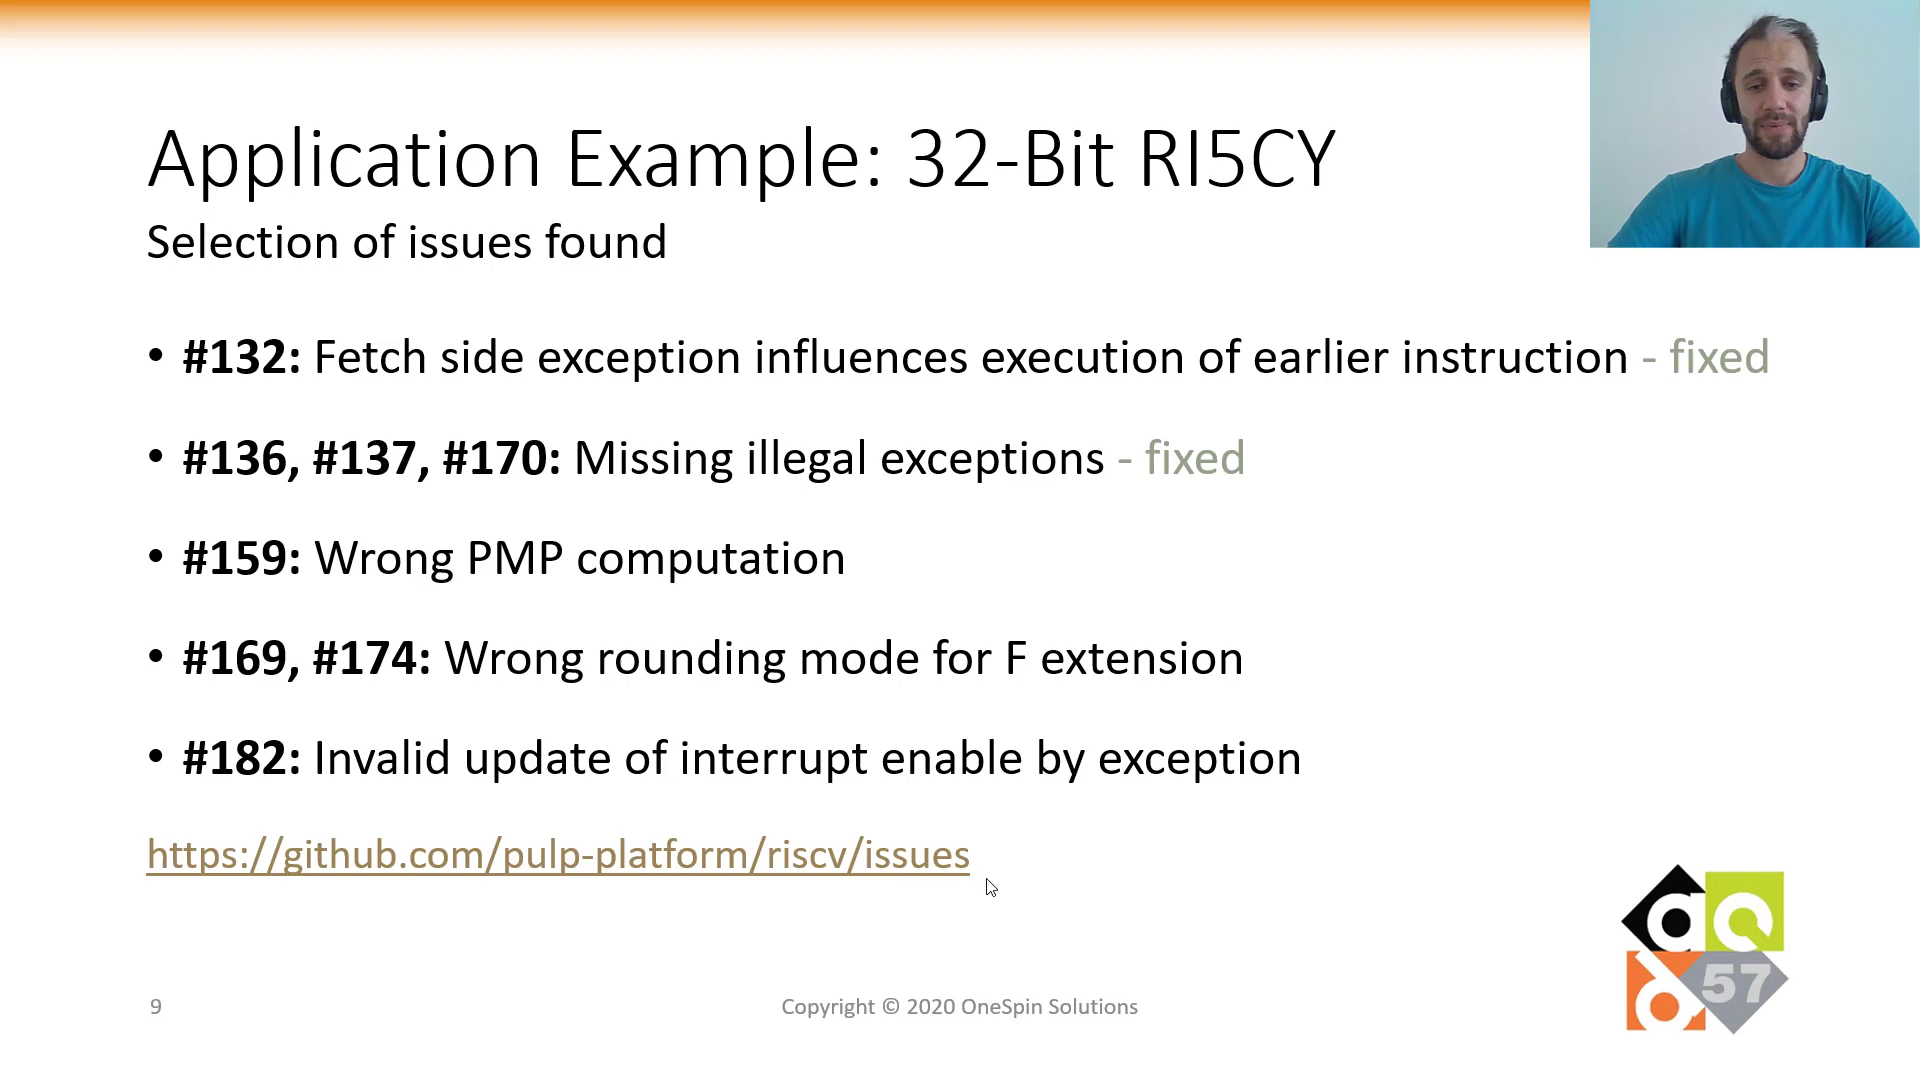 Application Example: 32-Bit RI5CY
Selection of issues found
• #132: Fetch side exception influences execution of earlier instruction - fixed
• #136, #137, #170: Missing illegal exceptions - fixed
• #159: Wrong PMP computation
• #169, #174: Wrong rounding mode for F extension
• #182: Invalid update of interrupt enable by exception
https://github.com/pulp-platform/riscv/issues
9
Copyright © 2020 OneSpin Solutions
57